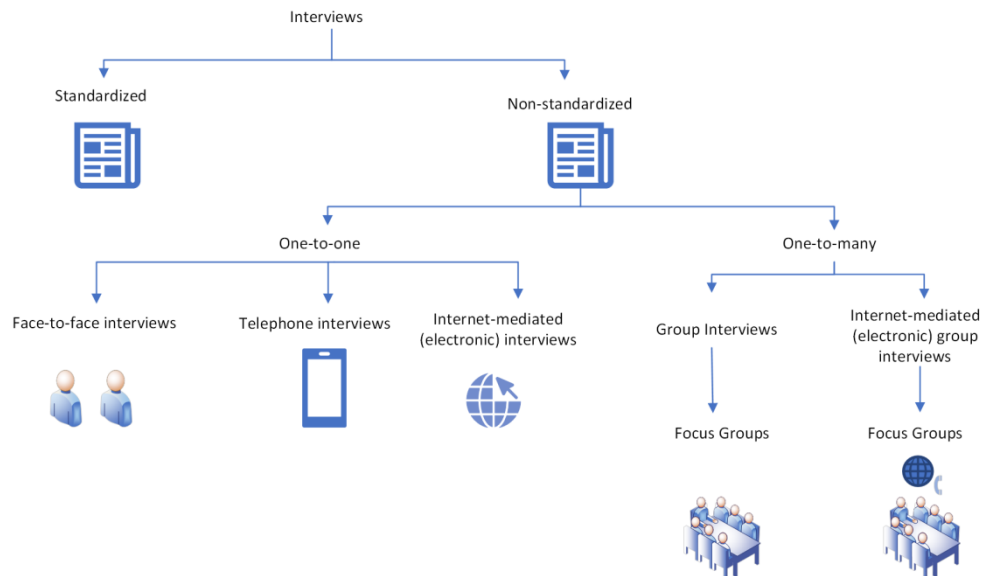 Interviews
Standardized
Non-standardized
One-to-one
One-to-many
Face-to-face interviews
Telephone interviews
Internet-mediated
(electronic) interviews
Group Interviews
Internet-mediated
(electronic) group
interviews
Focus Groups
Focus Groups